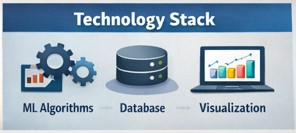 Technology Stack
ML Algorithms Database Visualization